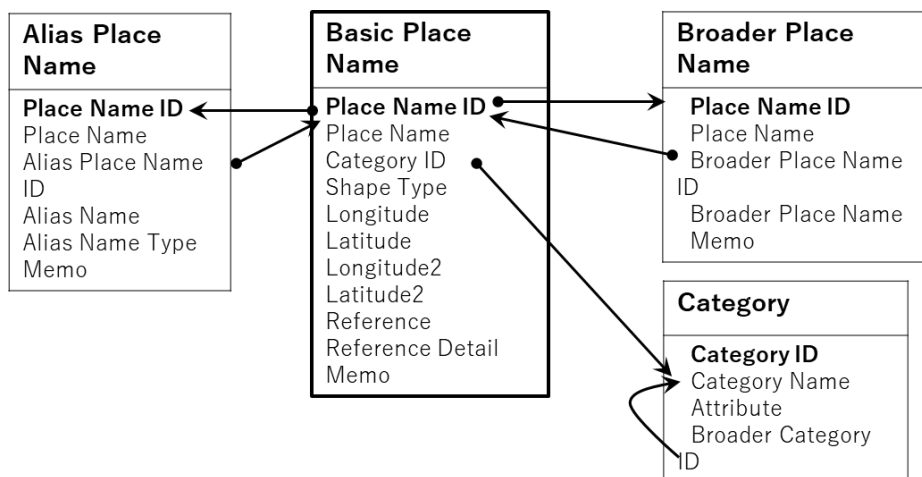 Alias Place
Name
Place Name ID
Place Name
Alias Place Name
ID
Alias Name
Alias Name Type
Memo
Basic Place
Name
Place Name ID
Place Name
Category ID
Shape Type
Longitude
Latitude
Longitude2
Latitude2
Reference
Reference Detail
Memo
Broader Place
Name
Place Name ID
Place Name
Broader Place Name
ID
Broader Place Name
Memo
Category
Category ID
Category Name
Attribute
Broader Category
ID